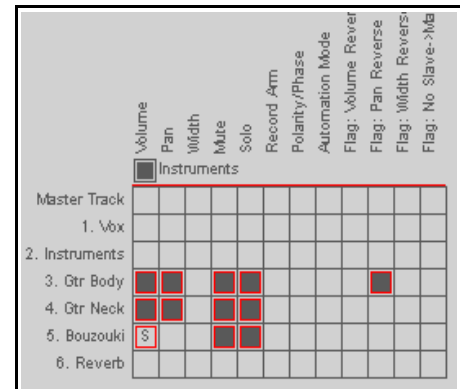 Volume
Pan
Width
Mute
Solo
Record Arm
Polarity/Phase
Automation Mode
Flag: Volume Rever
Flag: Pan Reverse
Flag: Width Revers
Flag: No Slave->Ma
Instruments
Master Track
1. Vox
2. Instruments
3. Gtr Body
4. Gtr Neck
5. Bouzouki S
6. Reverb